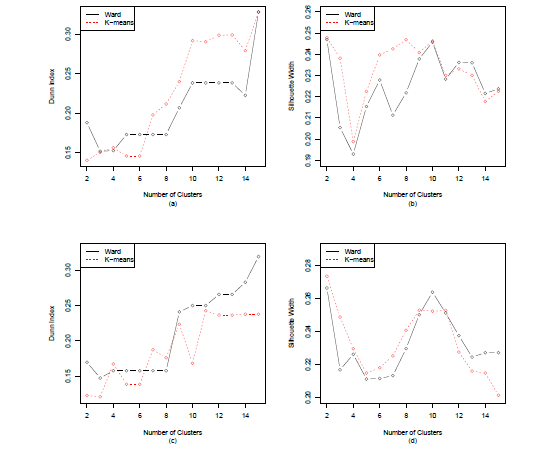 Ward
K-means
Dunn Index
0.15 0.20 0.25 0.30
2 4 6 8 10 12 14
Number of Clusters
(a)
Ward
K-means
Silhouette Width
0.19 0.20 0.21 0.22 0.23 0.24 0.25 0.26
2 4 6 8 10 12 14
Number of Clusters
(b)
Ward
K-means
Dunn Index
0.15 0.20 0.25 0.30
2 4 6 8 10 12 14
Number of Clusters
(c)
Ward
K-means
Silhouette Width
0.20 0.22 0.24 0.26 0.28
2 4 6 8 10 12 14
Number of Clusters
(d)